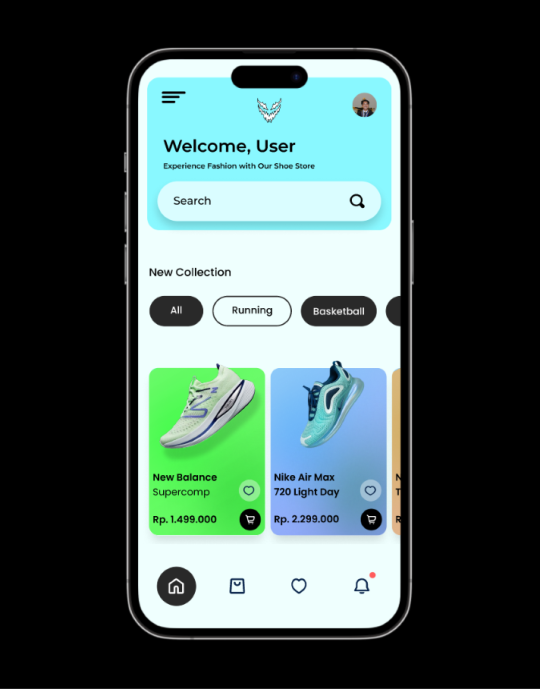 Welcome, User
Experience Fashion with Our Shoe Store
Search
New Collection
All
Running
Basketball
New Balance
Supercomp
Rp. 1.499.000
Nike Air Max
720 Light Day
Rp. 2.299.000
N
T
R